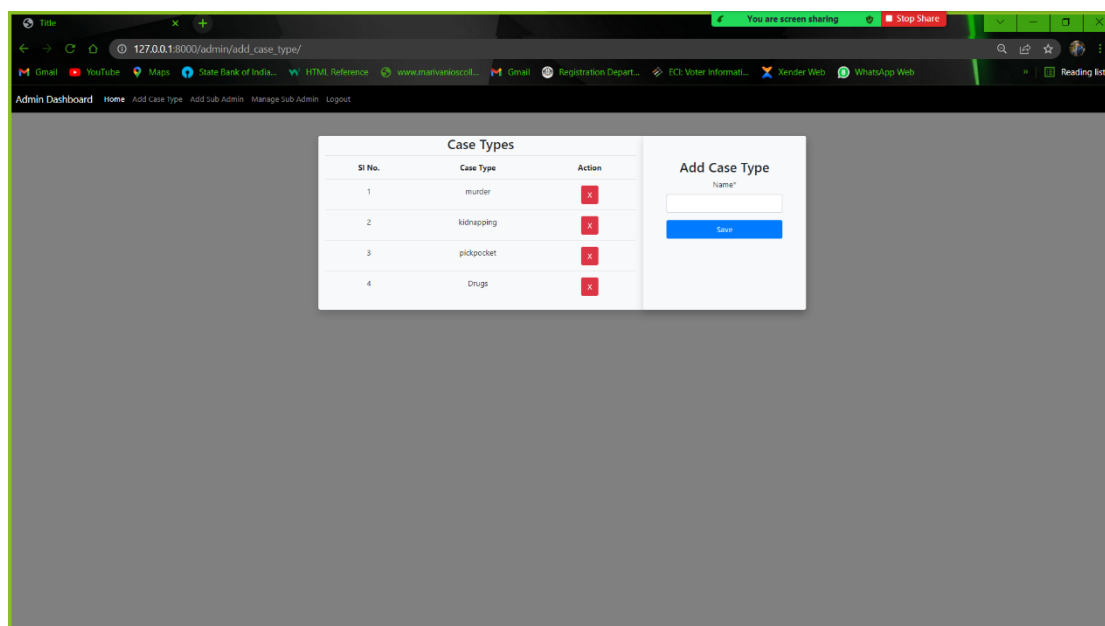 Title
You are screen sharing
Stop Share
127.0.0.1:8000/admin/add_case_type/
Gmail YouTube Maps State Bank of India... HTML Reference www.marivanioscoll... Gmail Registration Depart... ECI: Voter Informati... Xender Web WhatsApp Web » Reading list
Admin Dashboard Home Add Case Type Add Sub Admin Manage Sub Admin Logout
Case Types
Sl No. Case Type Action
1 murder X
2 kidnapping X
3 pickpocket X
4 Drugs X
Add Case Type
Name*
Save